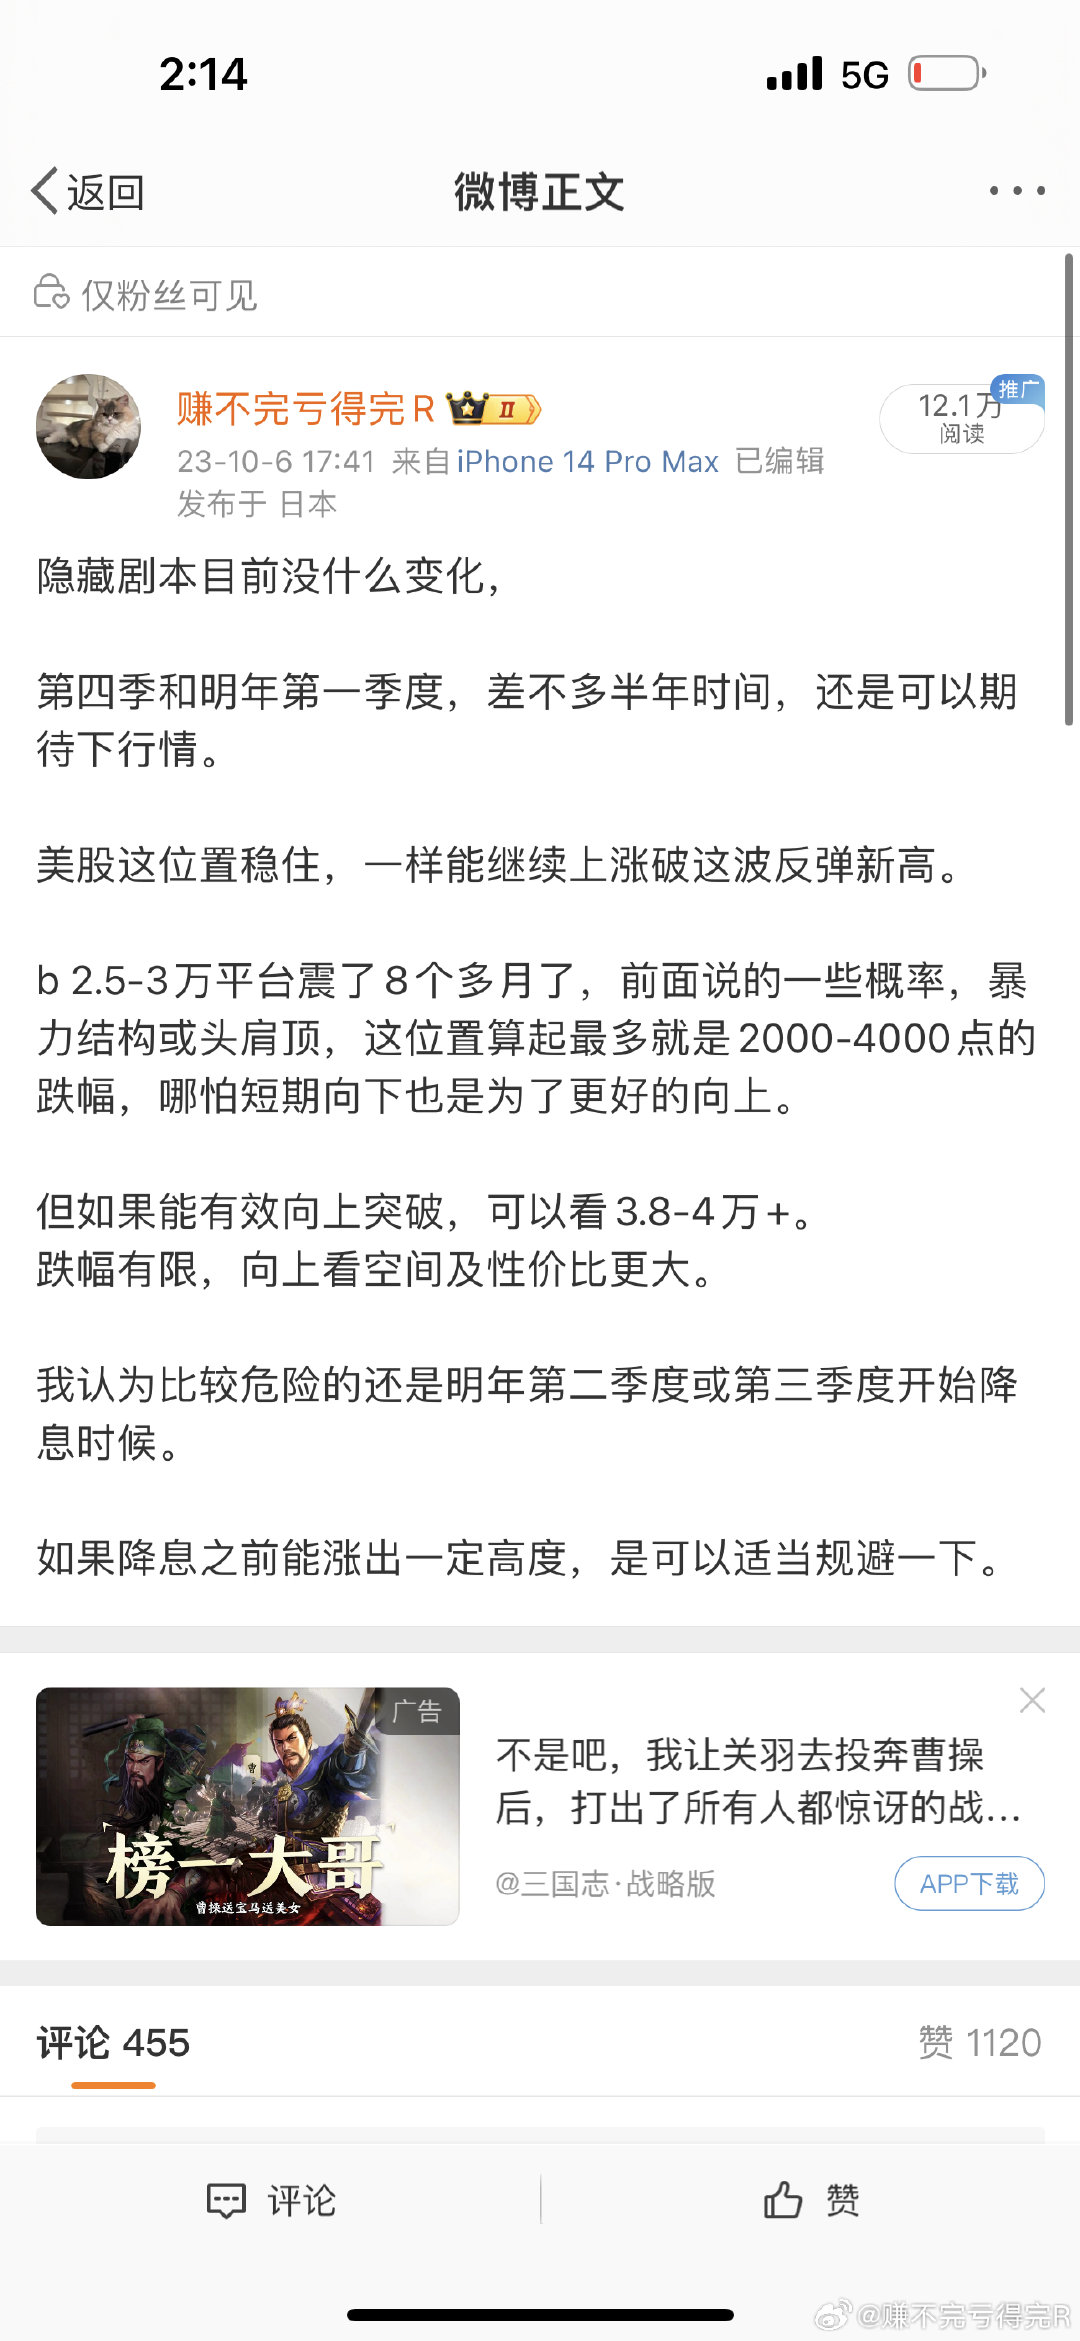 2:14 5G
返回 微博正文
仅粉丝可见
赚不完亏得完R II
12.1万 推广
阅读
23-10-6 17:41 来自 iPhone 14 Pro Max 已编辑
发布于 日本
隐藏剧本目前没什么变化，
第四季和明年第一季度，差不多半年时间，还是可以期
待下行情。
美股这位置稳住，一样能继续上涨破这波反弹新高。
b 2.5-3万平台震了8个多月了，前面说的一些概率，暴
力结构或头肩顶，这位置算起最多就是2000-4000点的
跌幅，哪怕短期向下也是为了更好的向上。
但如果能有效向上突破，可以看3.8-4万+。
跌幅有限，向上看空间及性价比更大。
我认为比较危险的还是明年第二季度或第三季度开始降
息时候。
如果降息之前能涨出一定高度，是可以适当规避一下。
广告
曹
榜一大哥
曹操送宝马送美女
不是吧，我让关羽去投奔曹操
后，打出了所有人都惊讶的战...
@三国志·战略版
APP下载
评论 455 赞 1120
评论 赞
@赚不完亏得完R